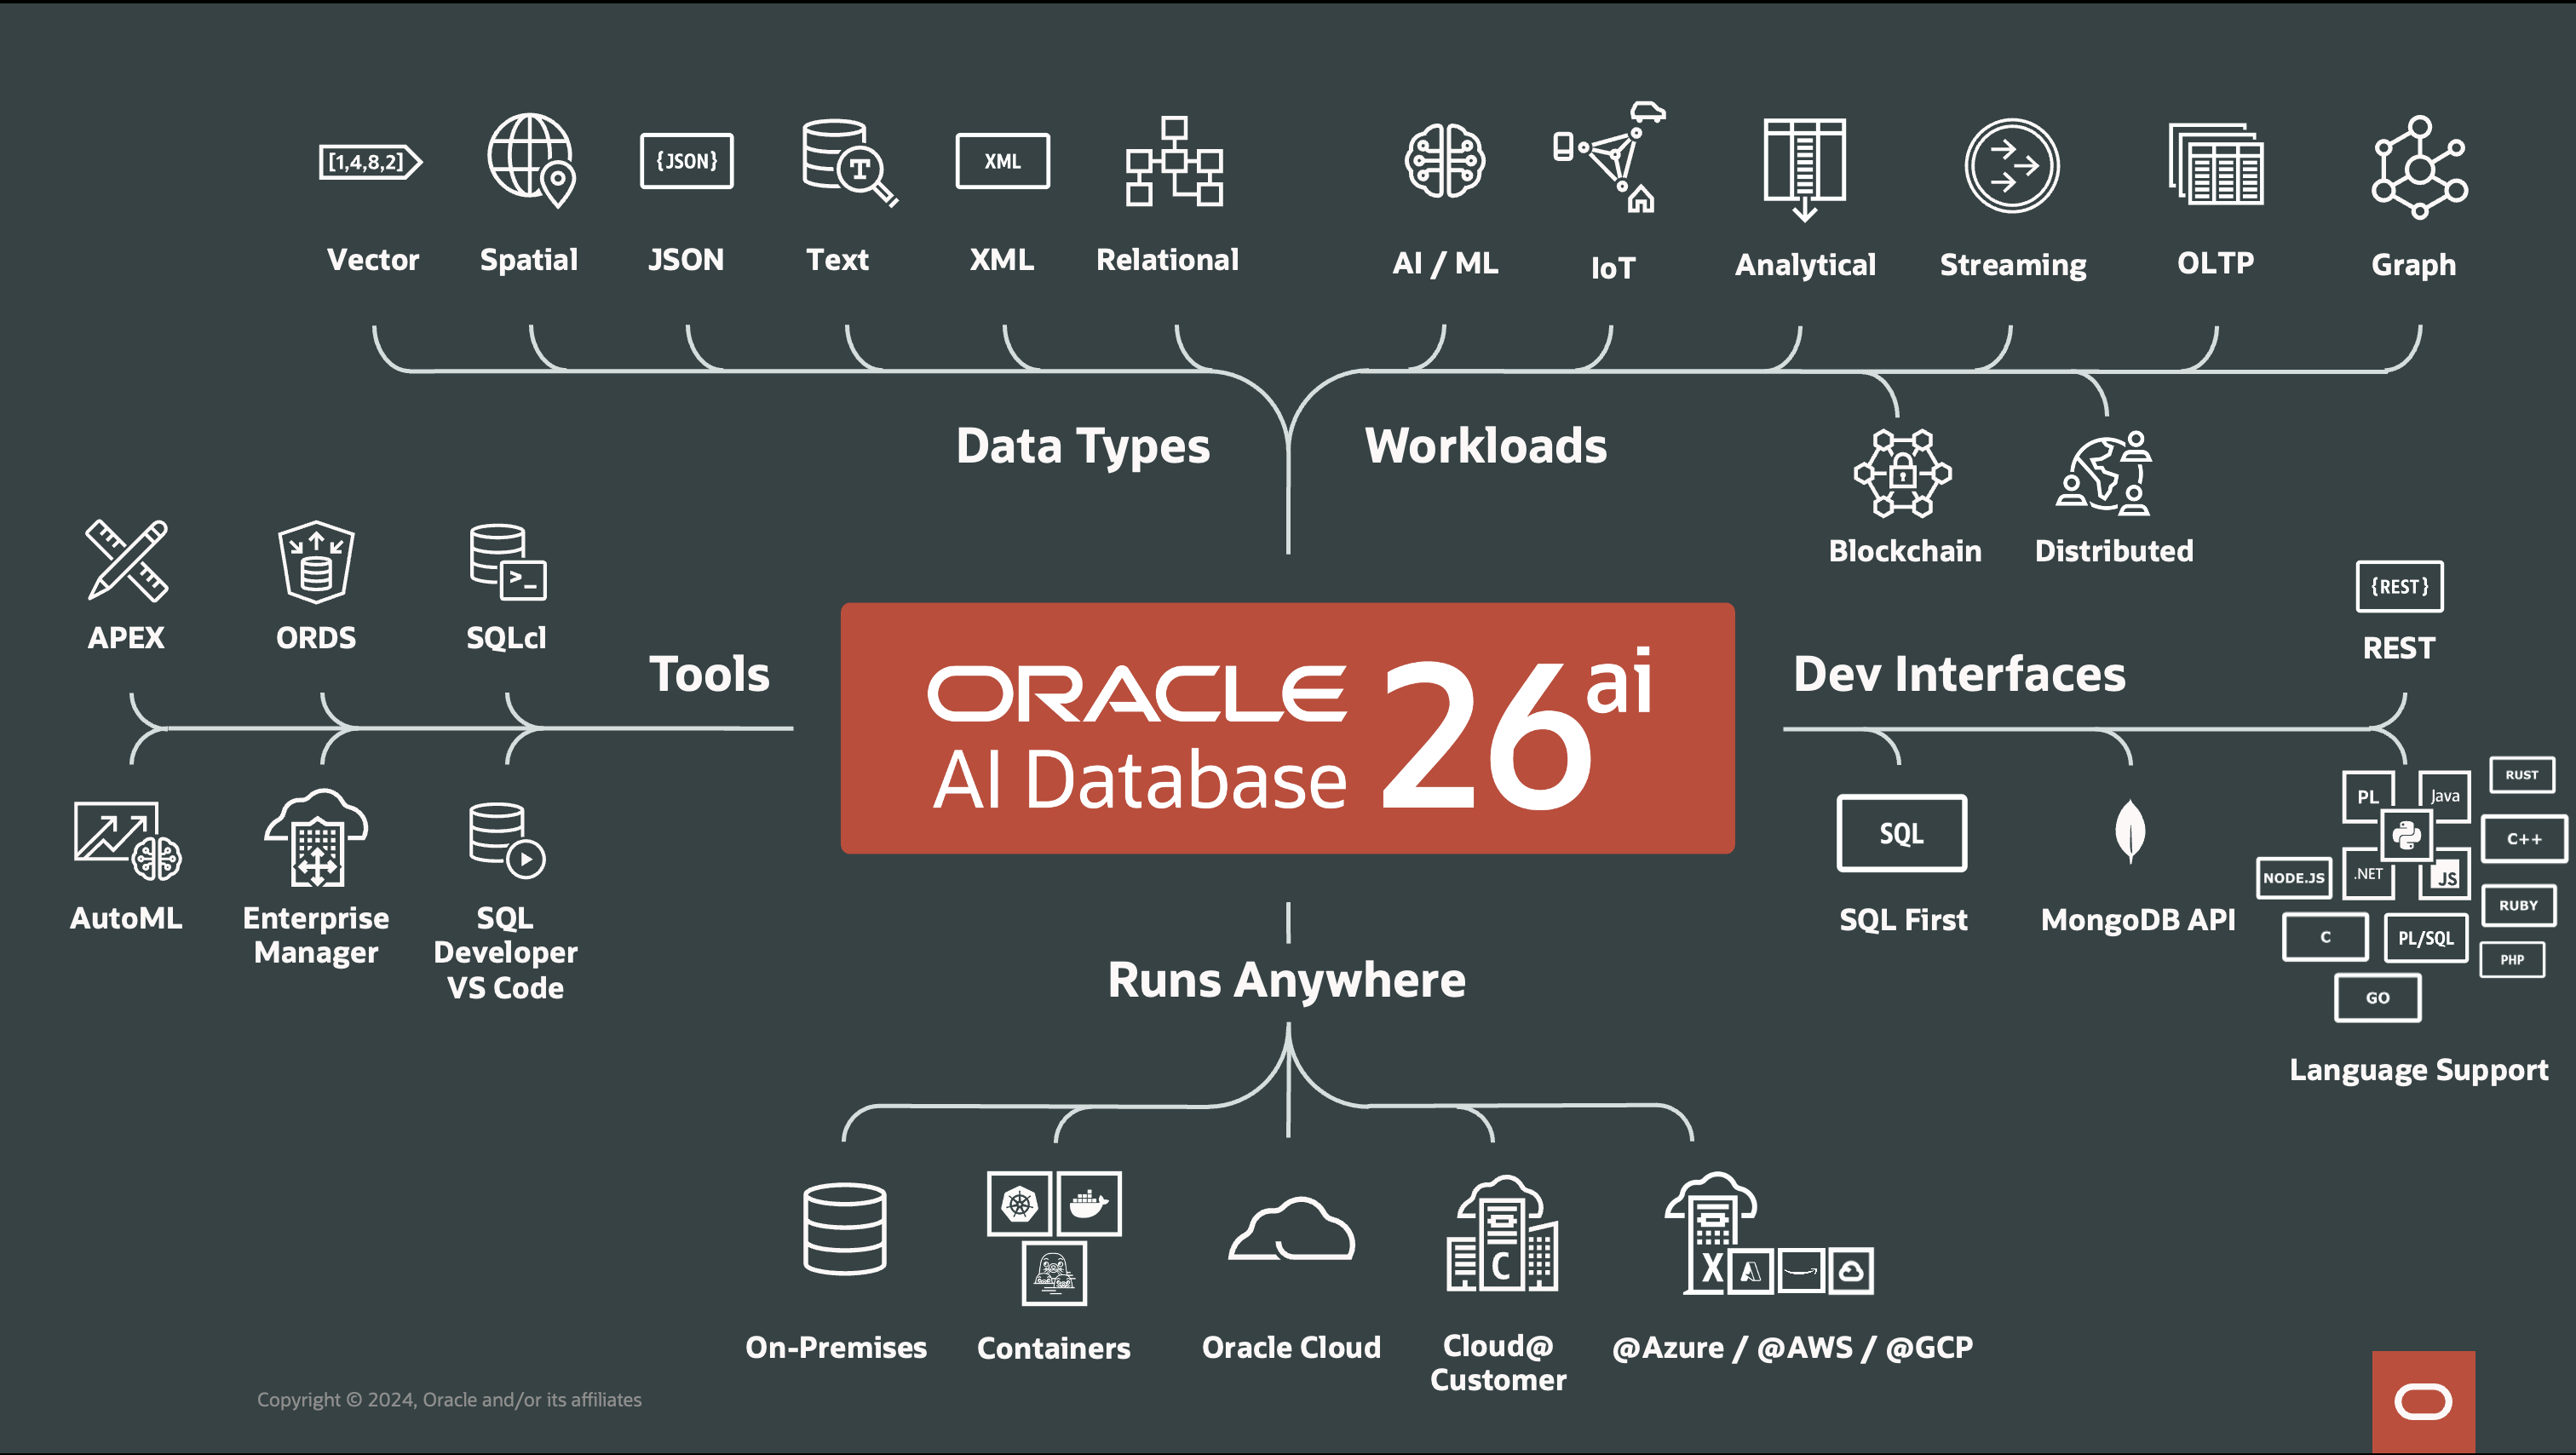 [1,4,8,2]
{JSON}
T
XML
Vector
Spatial
JSON
Text
XML
Relational
AI / ML
IoT
Analytical
Streaming
OLTP
Graph
Data Types
Workloads
Blockchain
Distributed
>_
APEX
ORDS
SQLcl
Tools
AutoML
Enterprise
Manager
SQL
Developer
VS Code
ORACLE
AI Database
26ai
Dev Interfaces
{REST}
REST
SQL
SQL First
MongoDB API
PL
Java
RUST
C++
NODE.JS
.NET
JS
RUBY
C
PL/SQL
PHP
GO
Language Support
Runs Anywhere
C
X
On-Premises
Containers
Oracle Cloud
Cloud@
Customer
@Azure / @AWS / @GCP
Copyright © 2024, Oracle and/or its affiliates